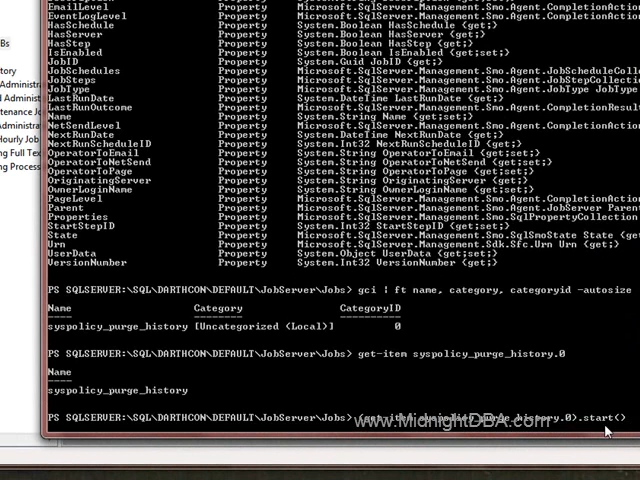 EmailLevel Property Microsoft.SqlServer.Management.Smo.Agent.CompletionAction
EventLogLevel Property Microsoft.SqlServer.Management.Smo.Agent.CompletionAction
HasSchedule Property System.Boolean HasSchedule {get;}
HasServer Property System.Boolean HasServer {get;}
HasStep Property System.Boolean HasStep {get;}
IsEnabled Property System.Boolean IsEnabled {get;set;}
JobID Property System.Guid JobID {get;}
JobSchedules Property Microsoft.SqlServer.Management.Smo.Agent.JobScheduleColle
JobSteps Property Microsoft.SqlServer.Management.Smo.Agent.JobStepCollection
JobType Property Microsoft.SqlServer.Management.Smo.Agent.JobType JobType
LastRunDate Property System.DateTime LastRunDate {get;}
LastRunOutcome Property Microsoft.SqlServer.Management.Smo.Agent.CompletionResul
Name Property System.String Name {get;set;}
NetSendLevel Property Microsoft.SqlServer.Management.Smo.Agent.CompletionAction
NextRunDate Property System.DateTime NextRunDate {get;}
NextRunScheduleID Property System.Int32 NextRunScheduleID {get;}
OperatorToEmail Property System.String OperatorToEmail {get;set;}
OperatorToNetSend Property System.String OperatorToNetSend {get;set;}
OperatorToPage Property System.String OperatorToPage {get;set;}
OriginatingServer Property System.String OriginatingServer {get;}
OwnerLoginName Property System.String OwnerLoginName {get;set;}
PageLevel Property Microsoft.SqlServer.Management.Smo.Agent.CompletionAction
Parent Property Microsoft.SqlServer.Management.Smo.Agent.JobServer Parent
Properties Property Microsoft.SqlServer.Management.Smo.SqlPropertyCollection
StartStepID Property System.Int32 StartStepID {get;set;}
State Property Microsoft.SqlServer.Management.Smo.SqlSmoState State {get;}
Urn Property Microsoft.SqlServer.Management.Sdk.Sfc.Urn Urn {get;}
UserData Property System.Object UserData {get;set;}
VersionNumber Property System.Int32 VersionNumber {get;}
PS SQLSERVER:\SQL\DARTHCON\DEFAULT\JobServer\Jobs> gci | ft name, category, categoryid -autosize
Name Category CategoryID
syspolicy_purge_history [Uncategorized (Local)] 0
PS SQLSERVER:\SQL\DARTHCON\DEFAULT\JobServer\Jobs> get-item syspolicy_purge_history.0
Name
syspolicy_purge_history
PS SQLSERVER:\SQL\DARTHCON\DEFAULT\JobServer\Jobs> (get-item syspolicy_purge_history.0).start()
www.MidnightDBA.com
Bs
tory
Administra
d Administ
tenance Jo
Administra
Hourly Job
ng Full Tex
ng Process